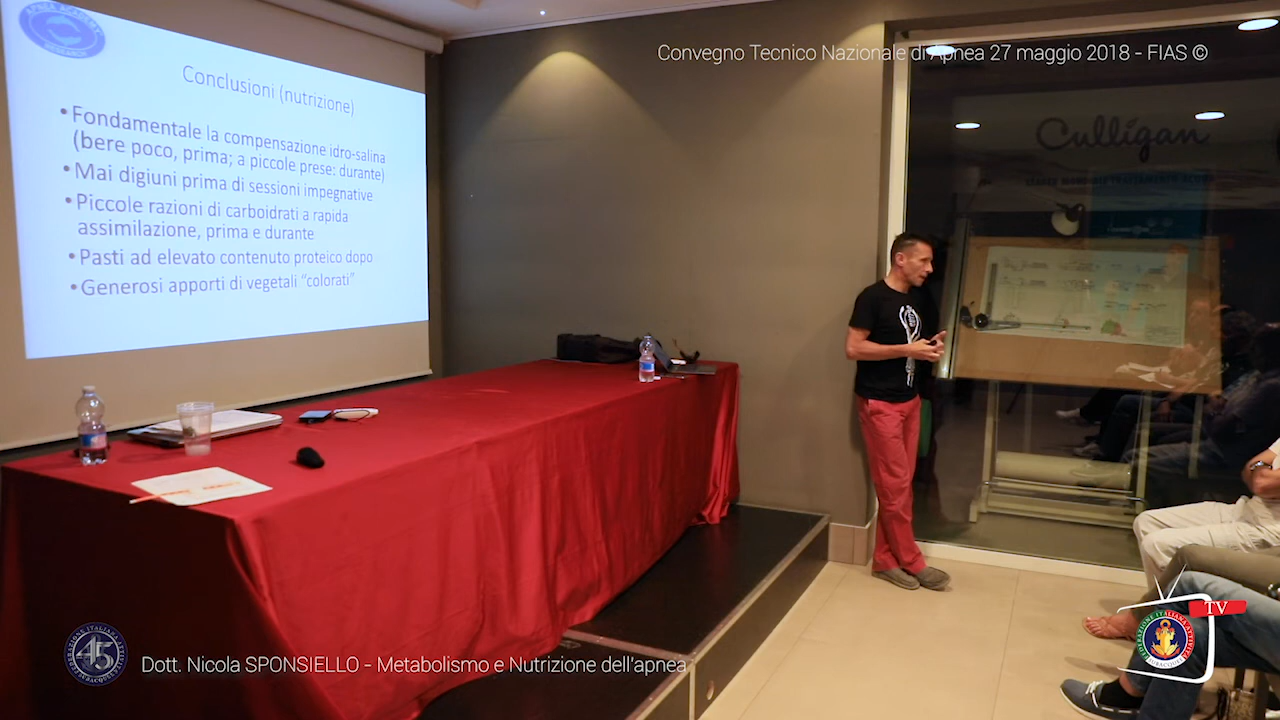 APNEA ACADEMY
RESEARCH
Convegno Tecnico Nazionale di Apnea 27 maggio 2018 - FIAS ©
Conclusioni (nutrizione)
• Fondamentale la compensazione idro-salina
(bere poco, prima; a piccole prese: durante)
• Mai digiuni prima di sessioni impegnative
• Piccole razioni di carboidrati a rapida
assimilazione, prima e durante
• Pasti ad elevato contenuto proteico dopo
• Generosi apporti di vegetali “colorati”
Culligan
TV
45
Dott. Nicola SPONSIELLO - Metabolismo e Nutrizione dell'apnea